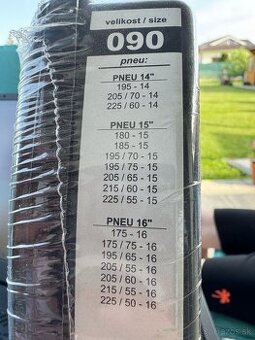 velikost / size
090
pneu:
PNEU 14"
195 - 14
205 / 70 - 14
225 / 60 - 14
PNEU 15"
180 - 15
185 - 15
195 / 70 - 15
195 / 75 - 15
205 / 65 - 15
215 / 60 - 15
225 / 55 - 15
PNEU 16"
175 - 16
175 / 75 - 16
195 / 65 - 16
205 / 55 - 16
205 / 60 - 16
215 / 55 - 16
225 / 50 - 16